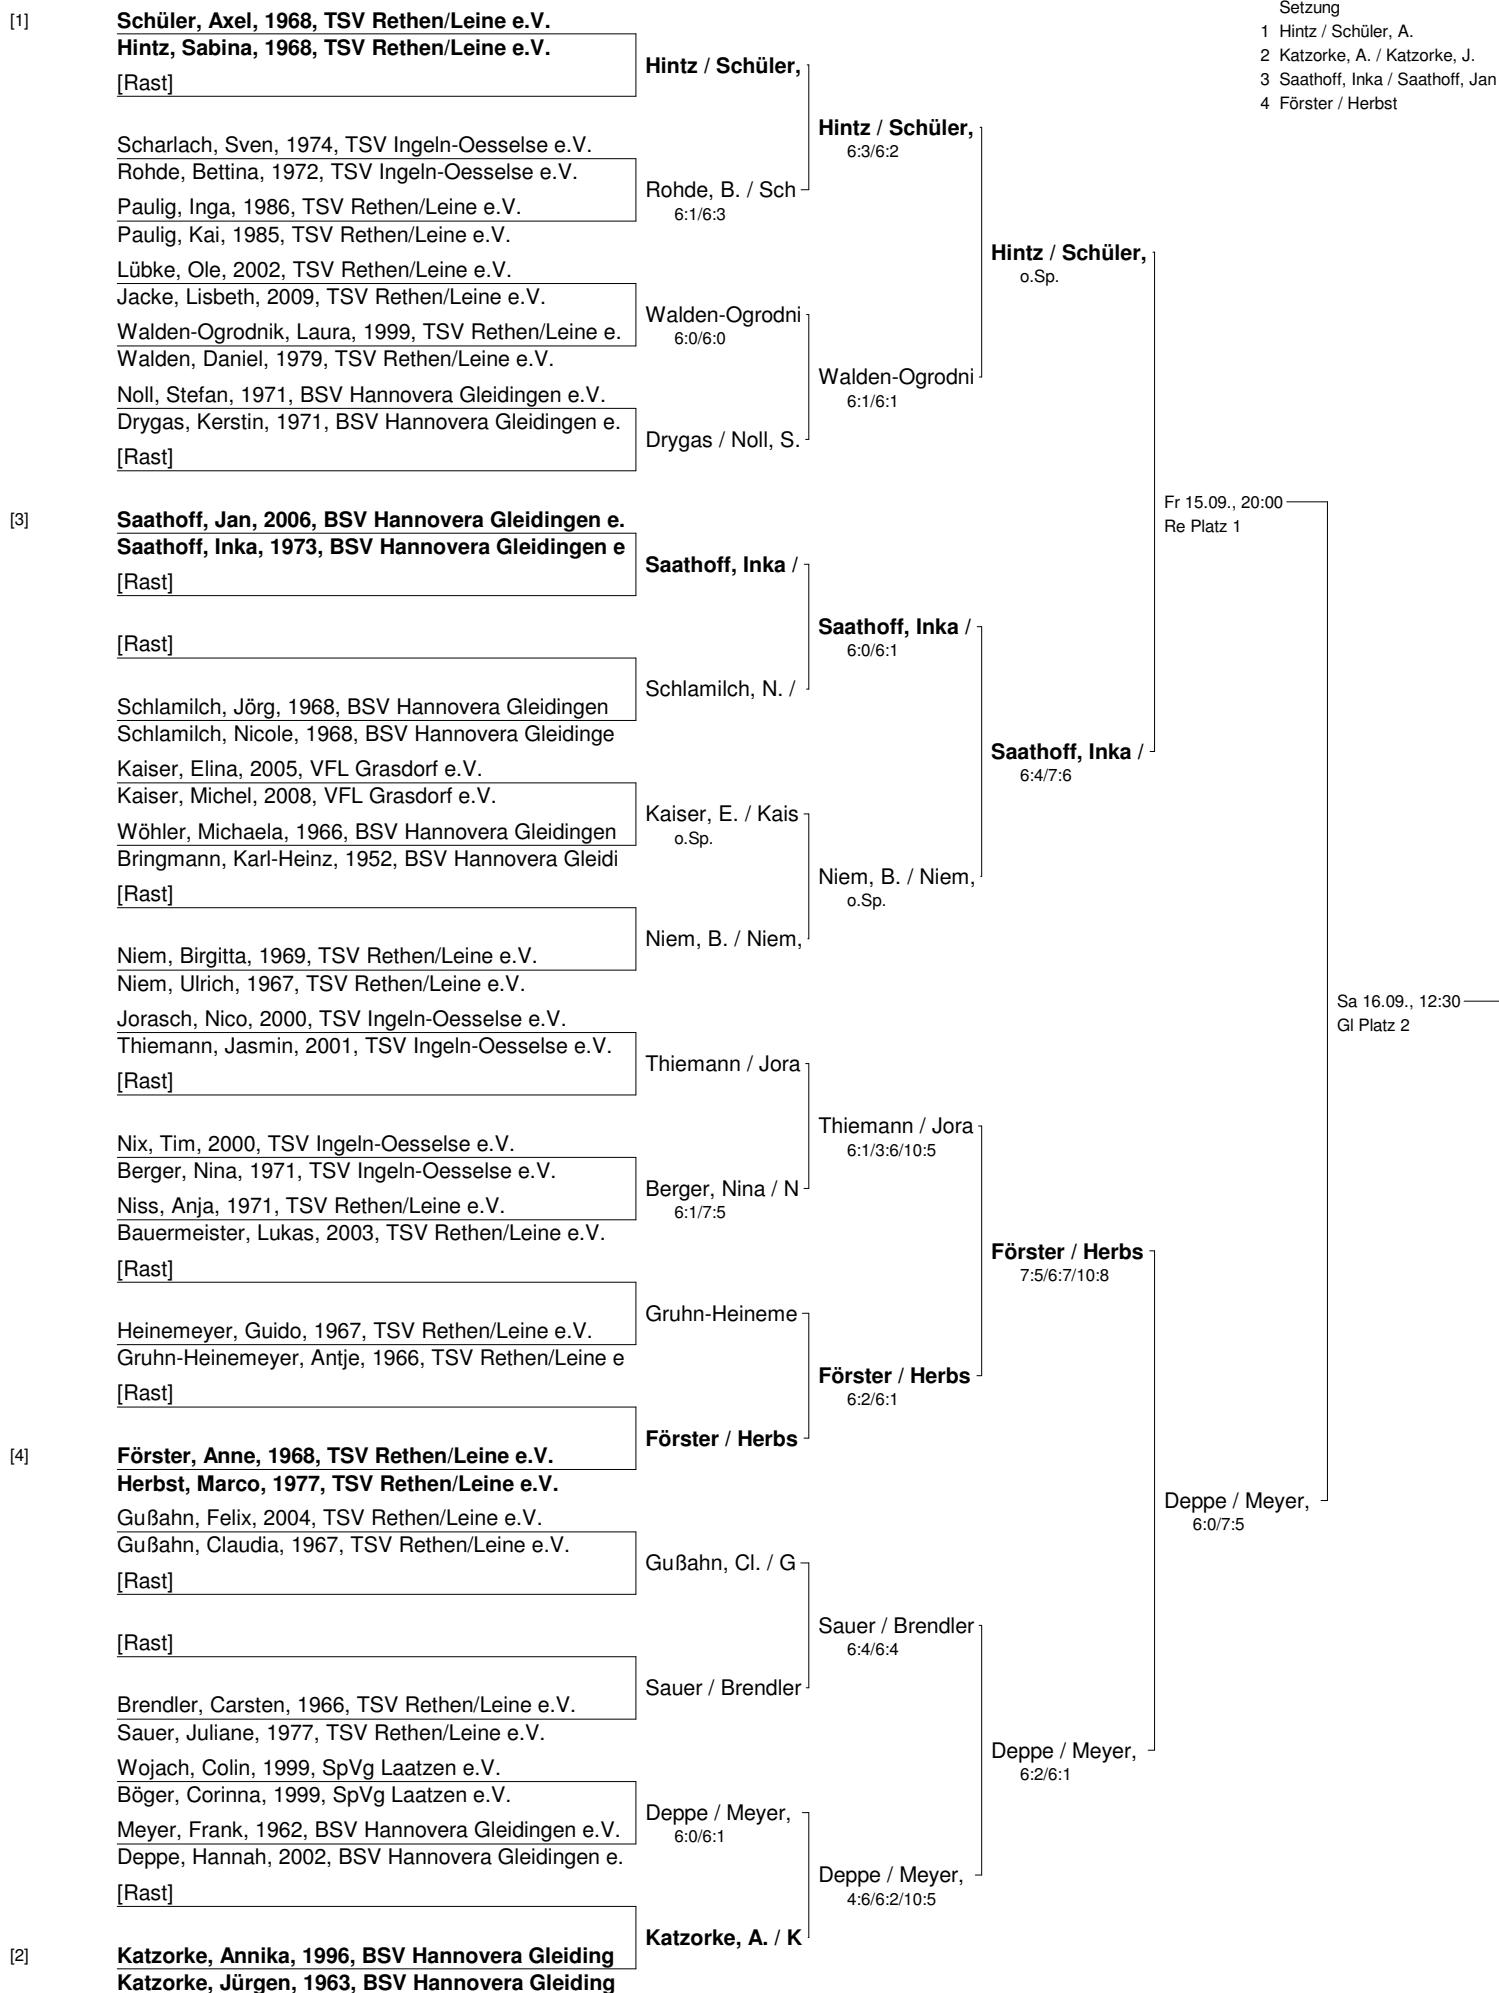 Setzung
1 Hintz / Schüler, A.
2 Katzorke, A. / Katzorke, J.
3 Saathoff, Inka / Saathoff, Jan
4 Förster / Herbst
[1] Schüler, Axel, 1968, TSV Rethen/Leine e.V.
Hintz, Sabina, 1968, TSV Rethen/Leine e.V.
[Rast]
Scharlach, Sven, 1974, TSV Ingeln-Oesselse e.V.
Rohde, Bettina, 1972, TSV Ingeln-Oesselse e.V.
Paulig, Inga, 1986, TSV Rethen/Leine e.V.
Paulig, Kai, 1985, TSV Rethen/Leine e.V.
Lübke, Ole, 2002, TSV Rethen/Leine e.V.
Jacke, Lisbeth, 2009, TSV Rethen/Leine e.V.
Walden-Ogrodnik, Laura, 1999, TSV Rethen/Leine e.
Walden, Daniel, 1979, TSV Rethen/Leine e.V.
Noll, Stefan, 1971, BSV Hannovera Gleidingen e.V.
Drygas, Kerstin, 1971, BSV Hannovera Gleidingen e.
[Rast]
[3] Saathoff, Jan, 2006, BSV Hannovera Gleidingen e.
Saathoff, Inka, 1973, BSV Hannovera Gleidingen e
[Rast]
[Rast]
Schlamilch, Jörg, 1968, BSV Hannovera Gleidingen
Schlamilch, Nicole, 1968, BSV Hannovera Gleidinge
Kaiser, Elina, 2005, VFL Grasdorf e.V.
Kaiser, Michel, 2008, VFL Grasdorf e.V.
Wöhler, Michaela, 1966, BSV Hannovera Gleidingen
Bringmann, Karl-Heinz, 1952, BSV Hannovera Gleidi
[Rast]
Niem, Birgitta, 1969, TSV Rethen/Leine e.V.
Niem, Ulrich, 1967, TSV Rethen/Leine e.V.
Jorasch, Nico, 2000, TSV Ingeln-Oesselse e.V.
Thiemann, Jasmin, 2001, TSV Ingeln-Oesselse e.V.
[Rast]
Nix, Tim, 2000, TSV Ingeln-Oesselse e.V.
Berger, Nina, 1971, TSV Ingeln-Oesselse e.V.
Niss, Anja, 1971, TSV Rethen/Leine e.V.
Bauermeister, Lukas, 2003, TSV Rethen/Leine e.V.
[Rast]
Heinemeyer, Guido, 1967, TSV Rethen/Leine e.V.
Gruhn-Heinemeyer, Antje, 1966, TSV Rethen/Leine e
[Rast]
[4] Förster, Anne, 1968, TSV Rethen/Leine e.V.
Herbst, Marco, 1977, TSV Rethen/Leine e.V.
Gußahn, Felix, 2004, TSV Rethen/Leine e.V.
Gußahn, Claudia, 1967, TSV Rethen/Leine e.V.
[Rast]
[Rast]
Brendler, Carsten, 1966, TSV Rethen/Leine e.V.
Sauer, Juliane, 1977, TSV Rethen/Leine e.V.
Wojach, Colin, 1999, SpVg Laatzen e.V.
Böger, Corinna, 1999, SpVg Laatzen e.V.
Meyer, Frank, 1962, BSV Hannovera Gleidingen e.V.
Deppe, Hannah, 2002, BSV Hannovera Gleidingen e.
[Rast]
[2] Katzorke, Annika, 1996, BSV Hannovera Gleiding
Katzorke, Jürgen, 1963, BSV Hannovera Gleiding
Hintz / Schüler,
Rohde, B. / Sch
6:1/6:3
Walden-Ogrodni
6:0/6:0
Drygas / Noll, S.
Saathoff, Inka /
Schlamilch, N. /
Kaiser, E. / Kais
o.Sp.
Niem, B. / Niem,
Thiemann / Jora
Berger, Nina / N
6:1/7:5
Gruhn-Heineme
Förster / Herbs
Gußahn, Cl. / G
Sauer / Brendler
Deppe / Meyer,
6:0/6:1
Katzorke, A. / K
Hintz / Schüler,
6:3/6:2
Walden-Ogrodni
6:1/6:1
Saathoff, Inka /
6:0/6:1
Niem, B. / Niem,
o.Sp.
Thiemann / Jora
6:1/3:6/10:5
Förster / Herbs
6:2/6:1
Sauer / Brendler
6:4/6:4
Deppe / Meyer,
4:6/6:2/10:5
Hintz / Schüler,
o.Sp.
Saathoff, Inka /
6:4/7:6
Förster / Herbs
7:5/6:7/10:8
Deppe / Meyer,
6:2/6:1
Fr 15.09., 20:00
Re Platz 1
Deppe / Meyer,
6:0/7:5
Sa 16.09., 12:30
Gl Platz 2